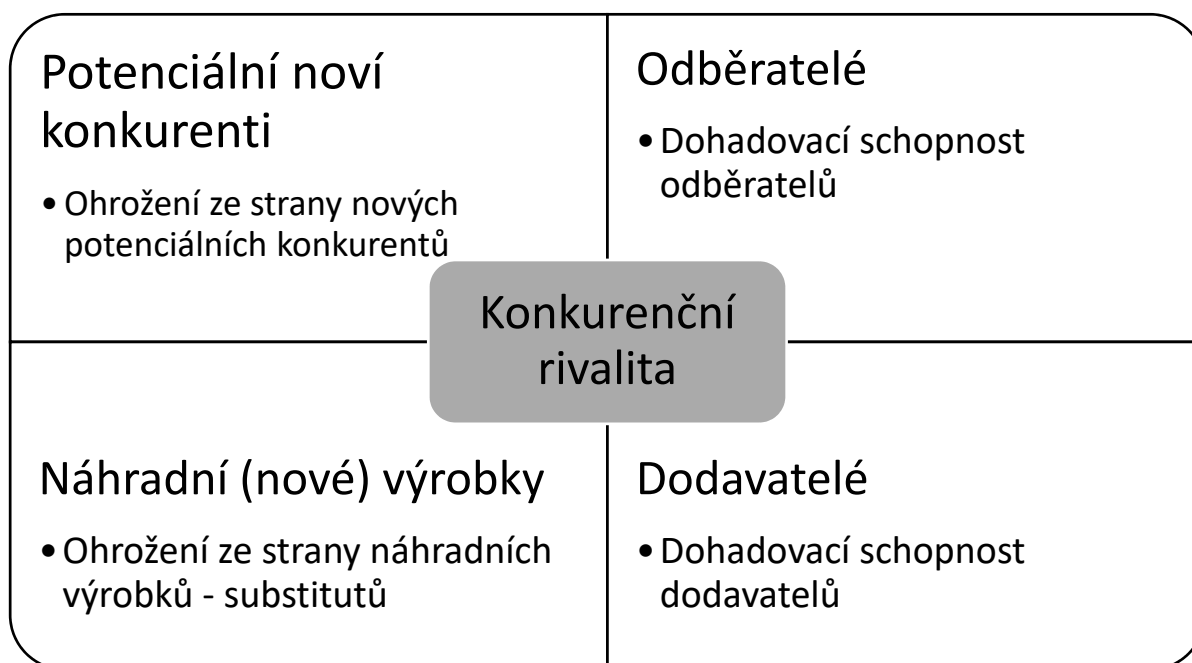 Potenciální noví
konkurenti
• Ohrožení ze strany nových
potenciálních konkurentů
Odběratelé
• Dohadovací schopnost
odběratelů
Konkurenční
rivalita
Náhradní (nové) výrobky
• Ohrožení ze strany náhradních
výrobků - substitutů
Dodavatelé
• Dohadovací schopnost
dodavatelů